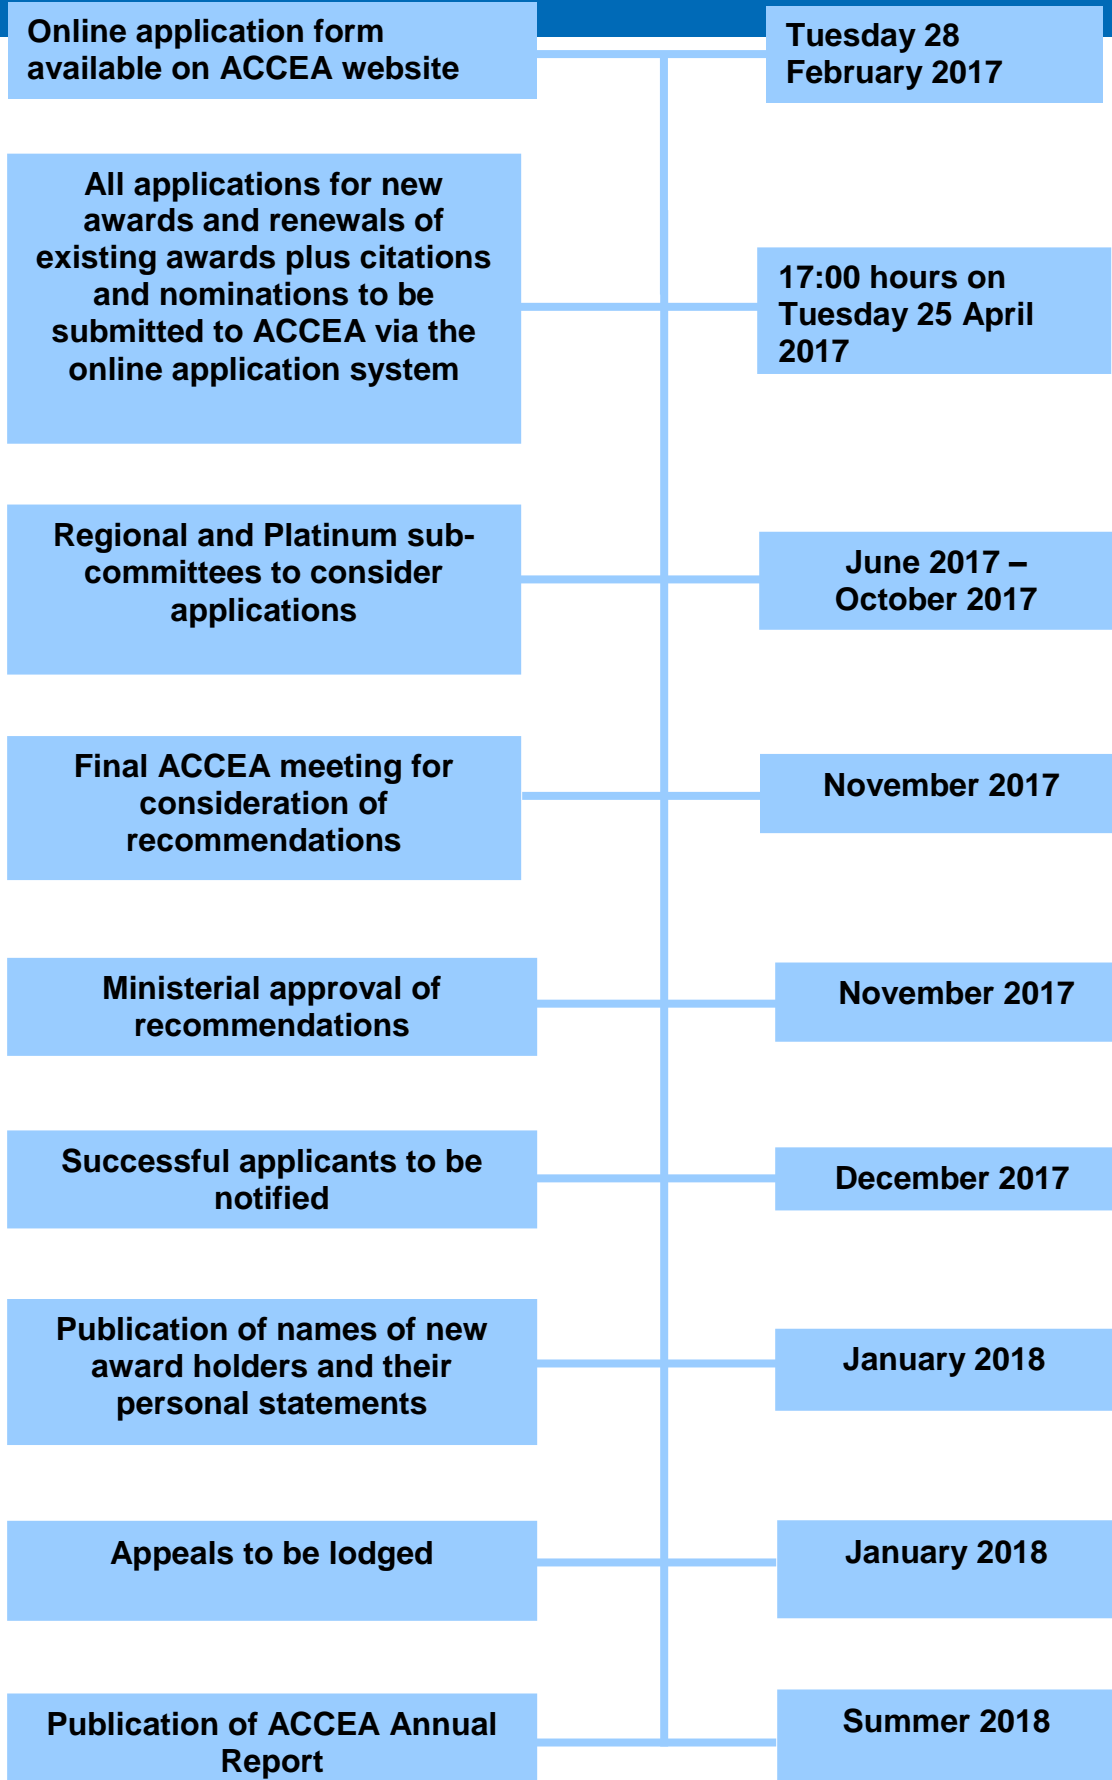 Online application form
available on ACCEA website
Tuesday 28
February 2017
All applications for new
awards and renewals of
existing awards plus citations
and nominations to be
submitted to ACCEA via the
online application system
17:00 hours on
Tuesday 25 April
2017
Regional and Platinum sub-
committees to consider
applications
June 2017 –
October 2017
Final ACCEA meeting for
consideration of
recommendations
November 2017
Ministerial approval of
recommendations
November 2017
Successful applicants to be
notified
December 2017
Publication of names of new
award holders and their
personal statements
January 2018
Appeals to be lodged
January 2018
Publication of ACCEA Annual
Report
Summer 2018